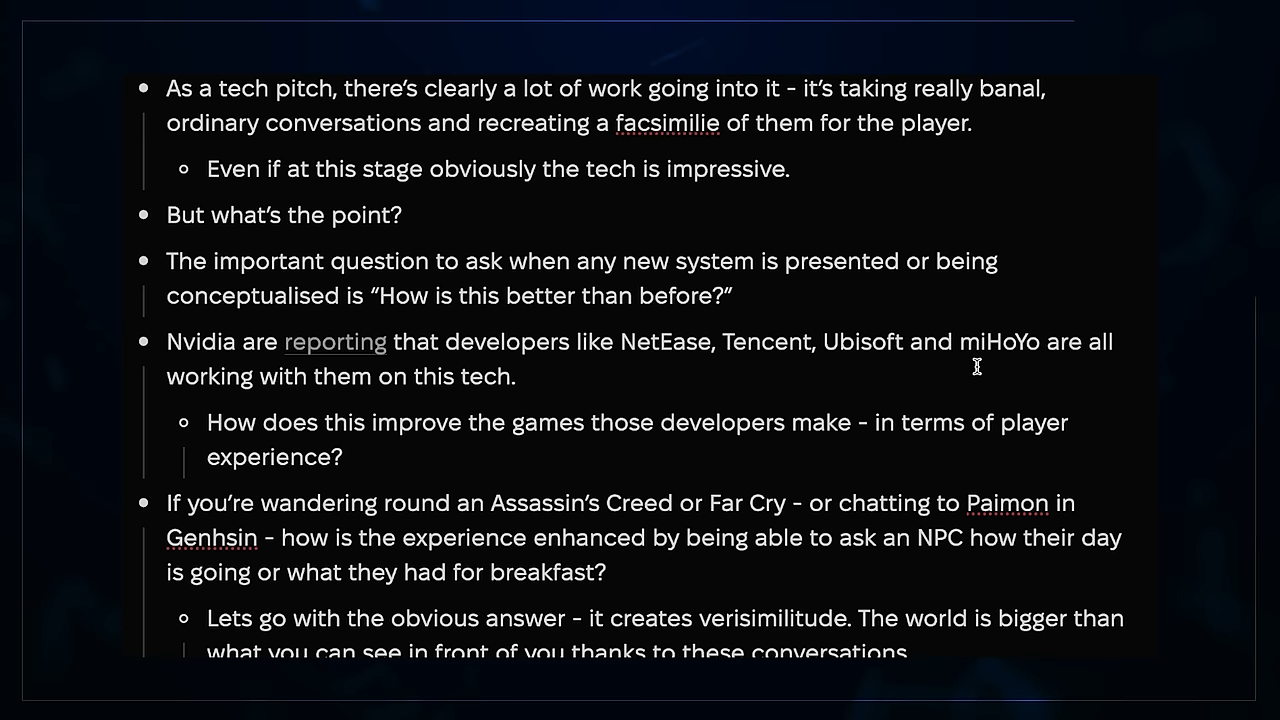 As a tech pitch, there's clearly a lot of work going into it - it's taking really banal,
ordinary conversations and recreating a facsimilie of them for the player.
Even if at this stage obviously the tech is impressive.
But what's the point?
The important question to ask when any new system is presented or being
conceptualised is “How is this better than before?”
Nvidia are reporting that developers like NetEase, Tencent, Ubisoft and miHoYo are all
working with them on this tech.
How does this improve the games those developers make - in terms of player
experience?
If you're wandering round an Assassin's Creed or Far Cry - or chatting to Paimon in
Genhsin - how is the experience enhanced by being able to ask an NPC how their day
is going or what they had for breakfast?
Lets go with the obvious answer - it creates verisimilitude. The world is bigger than
what you can see in front of you thanks to these conversations.